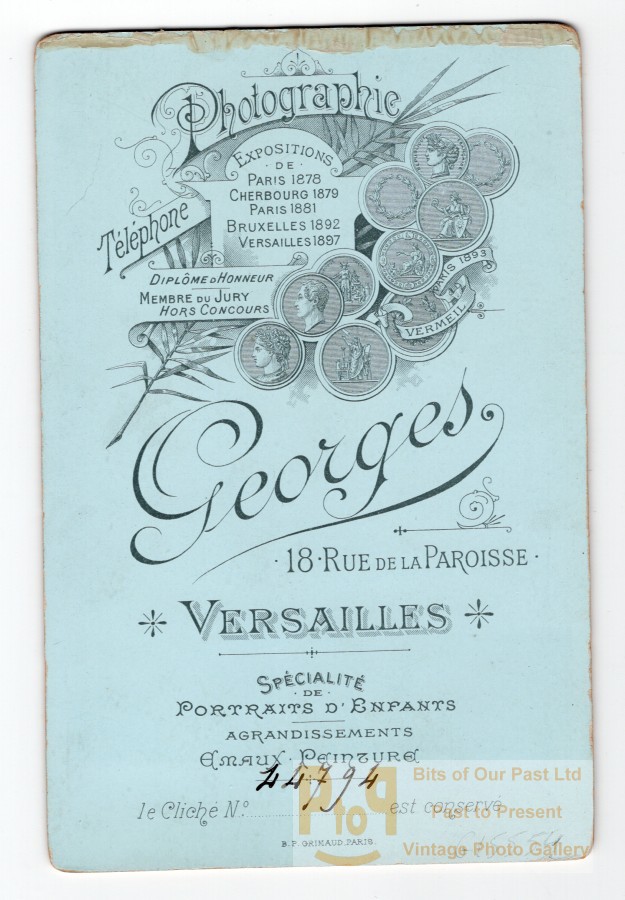 Photographie
EXPOSITIONS
· DE ·
PARIS 1878
CHERBOURG 1879
PARIS 1881
BRUXELLES 1892
VERSAILLES 1897
Téléphone
DIPLÔME D'HONNEUR
MEMBRE DU JURY
HORS CONCOURS
PARIS 1893
VERMEIL
Georges
· 18 · RUE DE LA PAROISSE ·
VERSAILLES
SPÉCIALITÉ
· DE ·
PORTRAITS D'ENFANTS
AGRANDISSEMENTS
EMAUX · PEINTURE
44794
le Cliché N°. est conservé
B. P. GRIMAUD. PARIS.
PtoP
Bits of Our Past Ltd
Past to Present
Vintage Photo Gallery